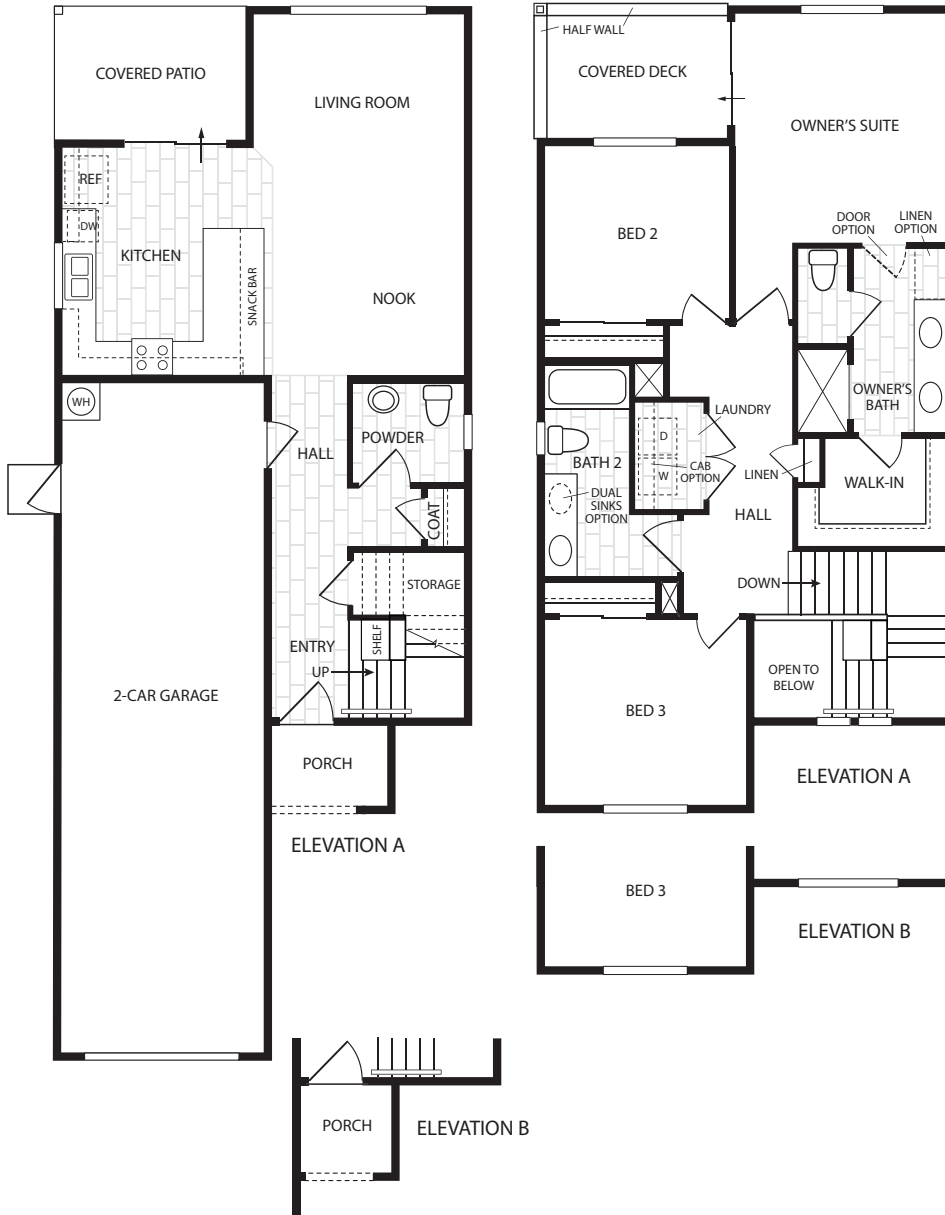 COVERED PATIO
LIVING ROOM
REF
DW
KITCHEN
SNACK BAR
NOOK
WH
HALL
POWDER
COAT
STORAGE
SHELF
ENTRY
UP
2-CAR GARAGE
PORCH
ELEVATION A
PORCH
ELEVATION B
HALF WALL
COVERED DECK
OWNER'S SUITE
BED 2
DOOR
OPTION
LINEN
OPTION
OWNER'S
BATH
LAUNDRY
D
W
CAB
OPTION
BATH 2
DUAL
SINKS
OPTION
LINEN
WALK-IN
HALL
DOWN
OPEN TO
BELOW
BED 3
ELEVATION A
BED 3
ELEVATION B